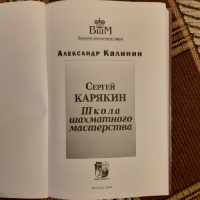 ВШМ
Александр Калинин
Сергей
КАРЯКИН
Школа
шахматного
мастерства